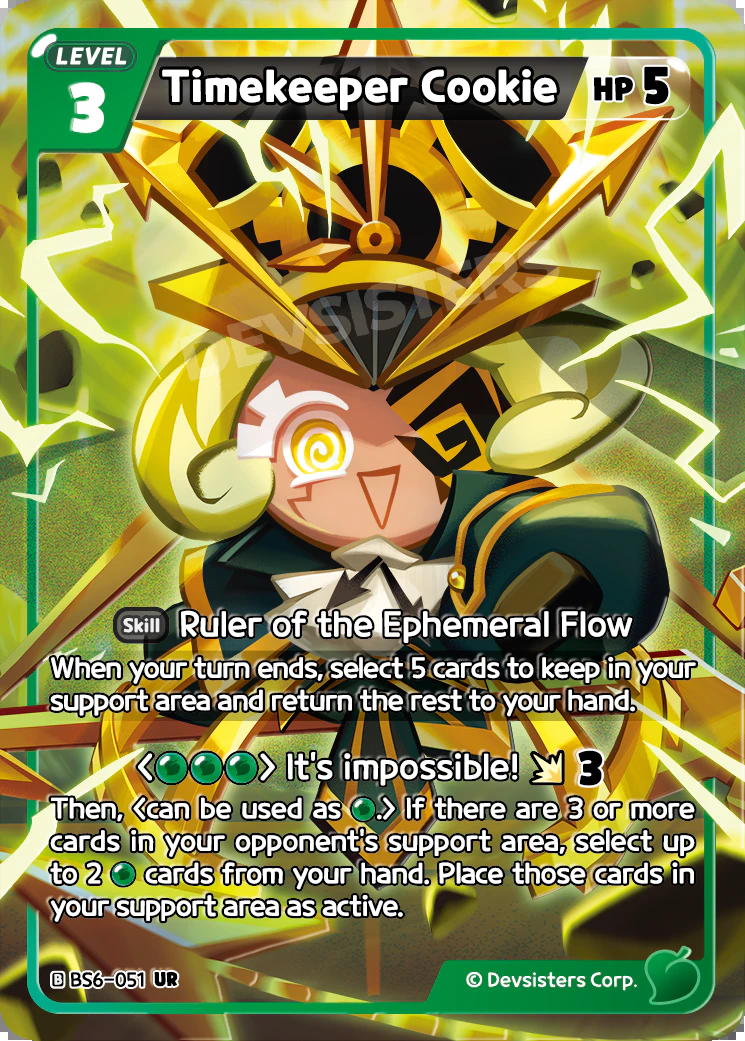 LEVEL
3
Timekeeper Cookie
HP 5
DEVSISTERS
Skill Ruler of the Ephemeral Flow
When your turn ends, select 5 cards to keep in your
support area and return the rest to your hand.
< > It's impossible! 3
Then, <can be used as .> If there are 3 or more
cards in your opponent's support area, select up
to 2 cards from your hand. Place those cards in
your support area as active.
B BS6-051 UR
© Devsisters Corp.